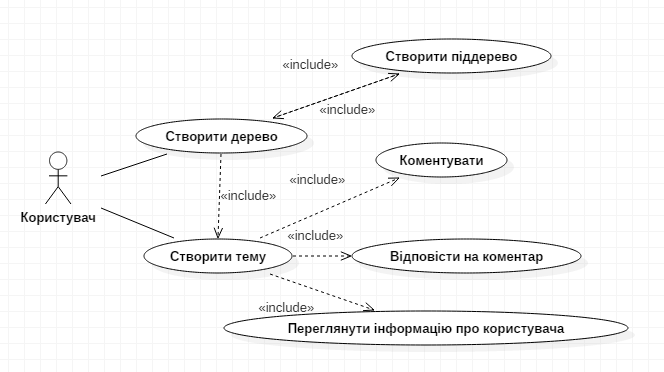 Створити піддерево
«include»
«include»
Створити дерево
Коментувати
«include»
«include»
Користувач
«include»
Створити тему
Відповісти на коментар
«include»
Переглянути інформацію про користувача